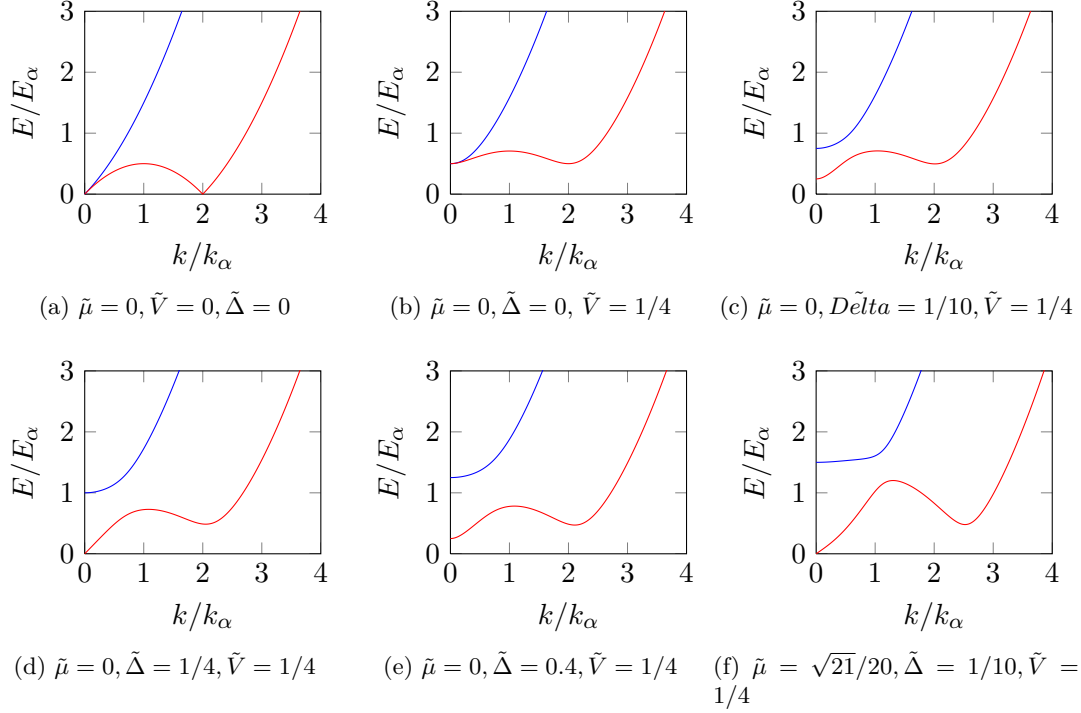 3
2
1
0
0 1 2 3 4
E/E_α
k/k_α
(a) μ̃ = 0, Ṽ = 0, Δ̃ = 0
3
2
1
0
0 1 2 3 4
E/E_α
k/k_α
(b) μ̃ = 0, Δ̃ = 0, Ṽ = 1/4
3
2
1
0
0 1 2 3 4
E/E_α
k/k_α
(c) μ̃ = 0, Del̃ta = 1/10, Ṽ = 1/4
3
2
1
0
0 1 2 3 4
E/E_α
k/k_α
(d) μ̃ = 0, Δ̃ = 1/4, Ṽ = 1/4
3
2
1
0
0 1 2 3 4
E/E_α
k/k_α
(e) μ̃ = 0, Δ̃ = 0.4, Ṽ = 1/4
3
2
1
0
0 1 2 3 4
E/E_α
k/k_α
(f) μ̃ = √21/20, Δ̃ = 1/10, Ṽ =
1/4